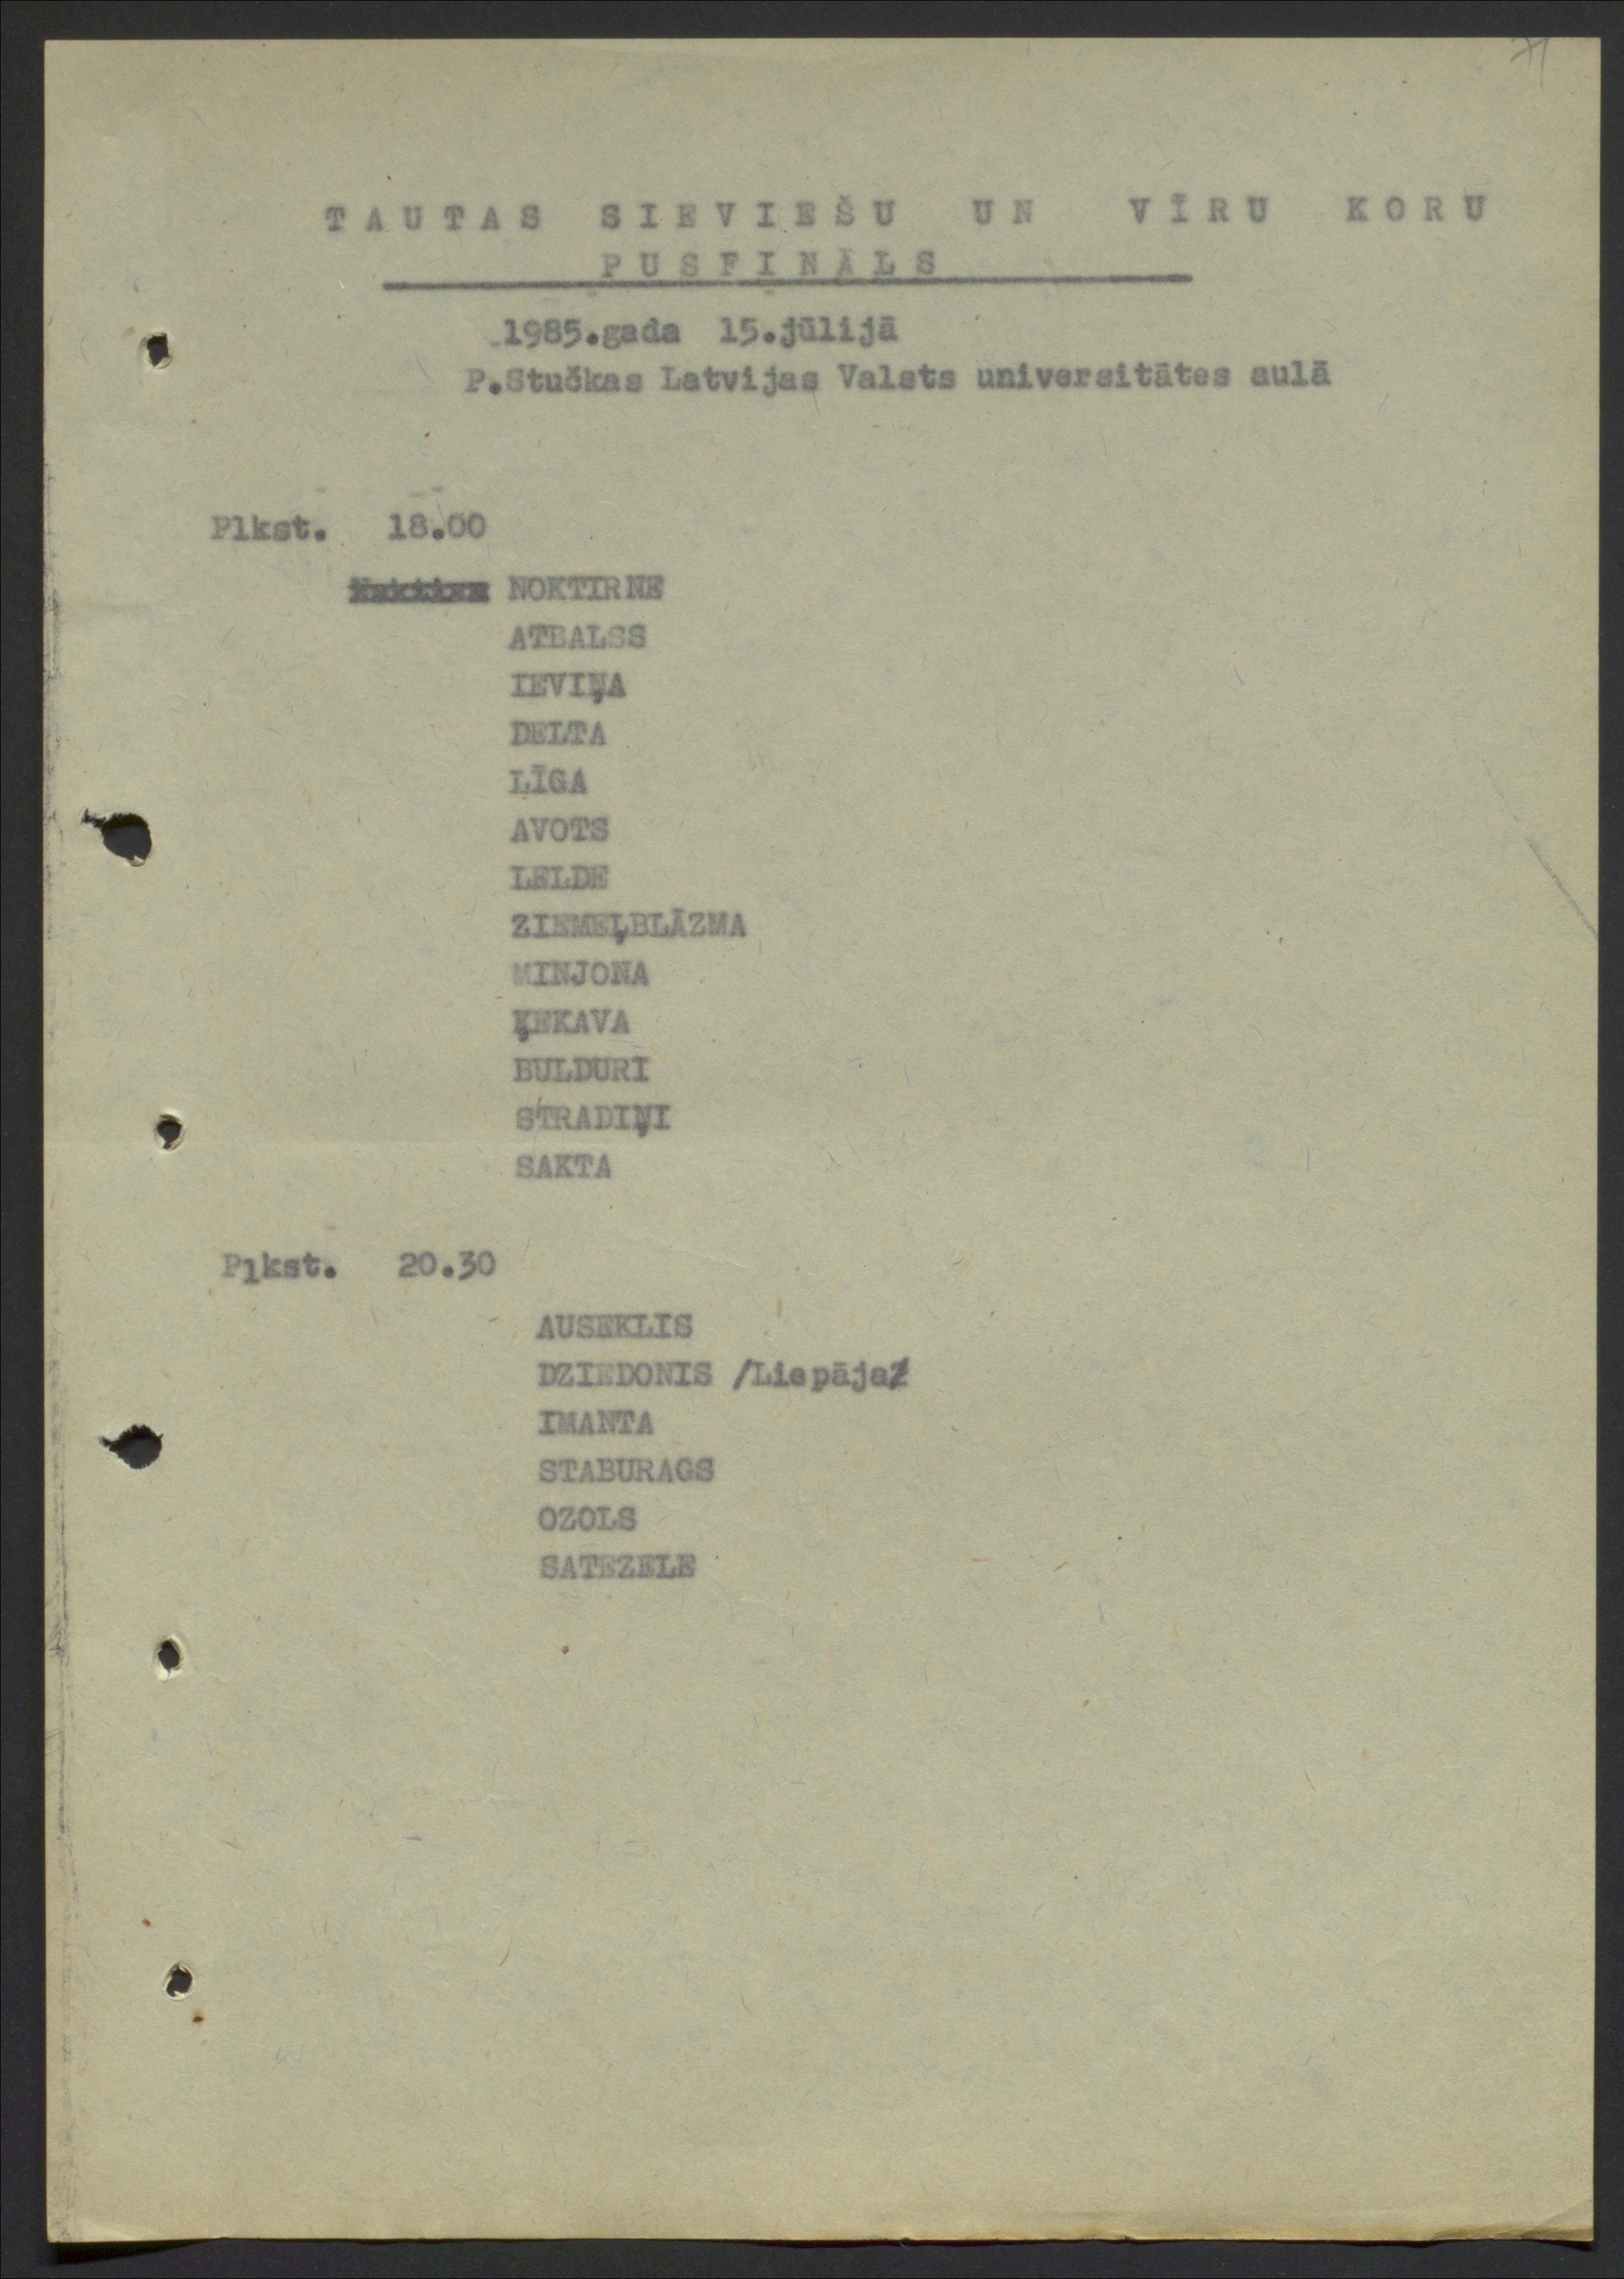 TAUTAS SIEVIEŠU UN VĪRU KORU
PUSFINĀLS
1985.gada 15.jūlijā
P.Stučkas Latvijas Valsts universitātes aulā
Plkst. 18.00
NOKTIRNE
ATBALSS
IEVIŅA
DELTA
LĪGA
AVOTS
LELDE
ZIEMEĻBLĀZMA
MINJONA
ĶEKAVA
BULDURI
STRADIŅI
SAKTA
Plkst. 20.30
AUSEKLIS
DZIEDONIS /Liepāja/
IMANTA
STABURAGS
OZOLS
SATEZELE